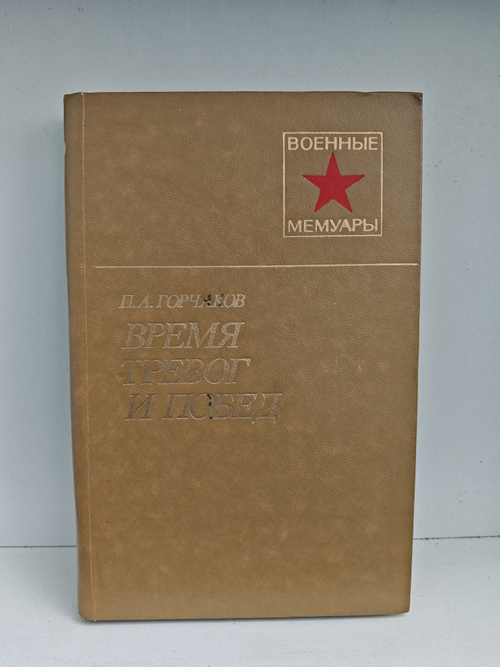 ВОЕННЫЕ
МЕМУАРЫ
П.А.ГОРЧАКОВ
ВРЕМЯ
ТРЕВОГ
И ПОБЕД